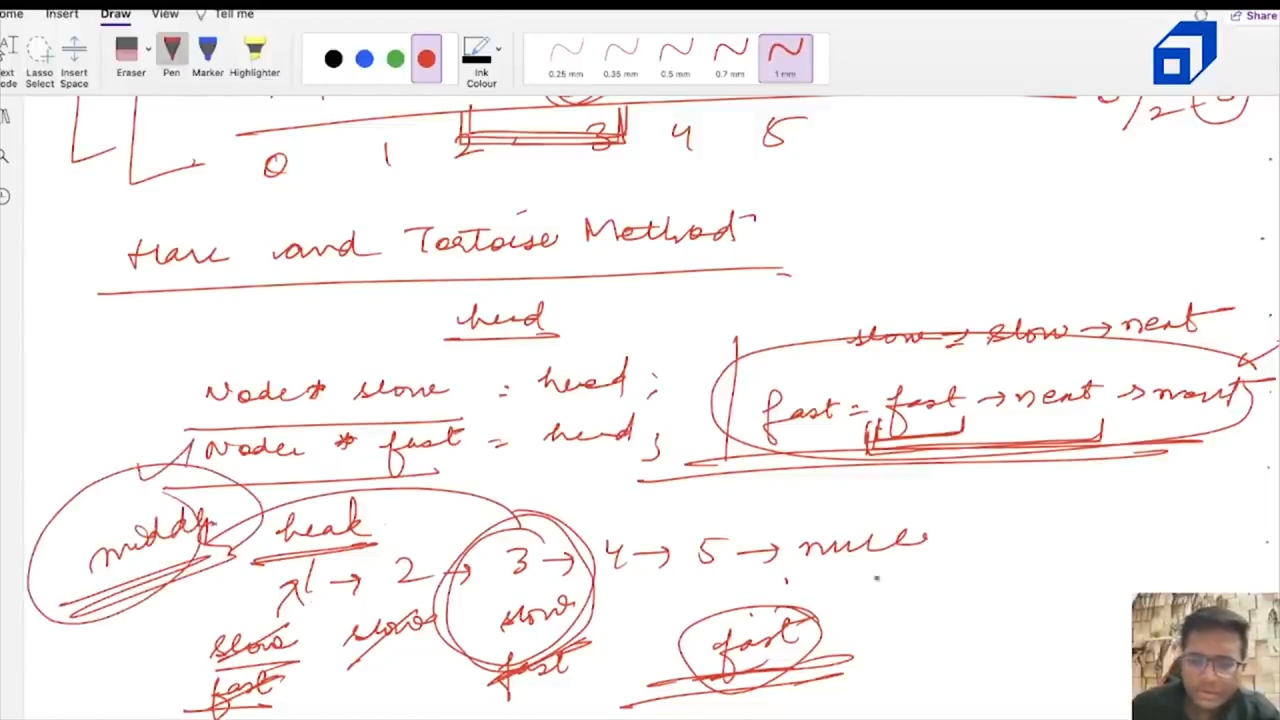 Home Insert Draw View Tell me
Share
Text Mode Lasso Select Insert Space Eraser Pen Marker Highlighter Ink Colour 0.25 mm 0.35 mm 0.5 mm 0.7 mm 1 mm
0 1 2 3 4 5
Hare and Tortoise Method
head
slow = slow → next
Node* slow = head;
fast = fast → next → next
Node * fast = head;
middle
head
1 → 2 → 3 → 4 → 5 → null
slow slow slow fast
fast fast